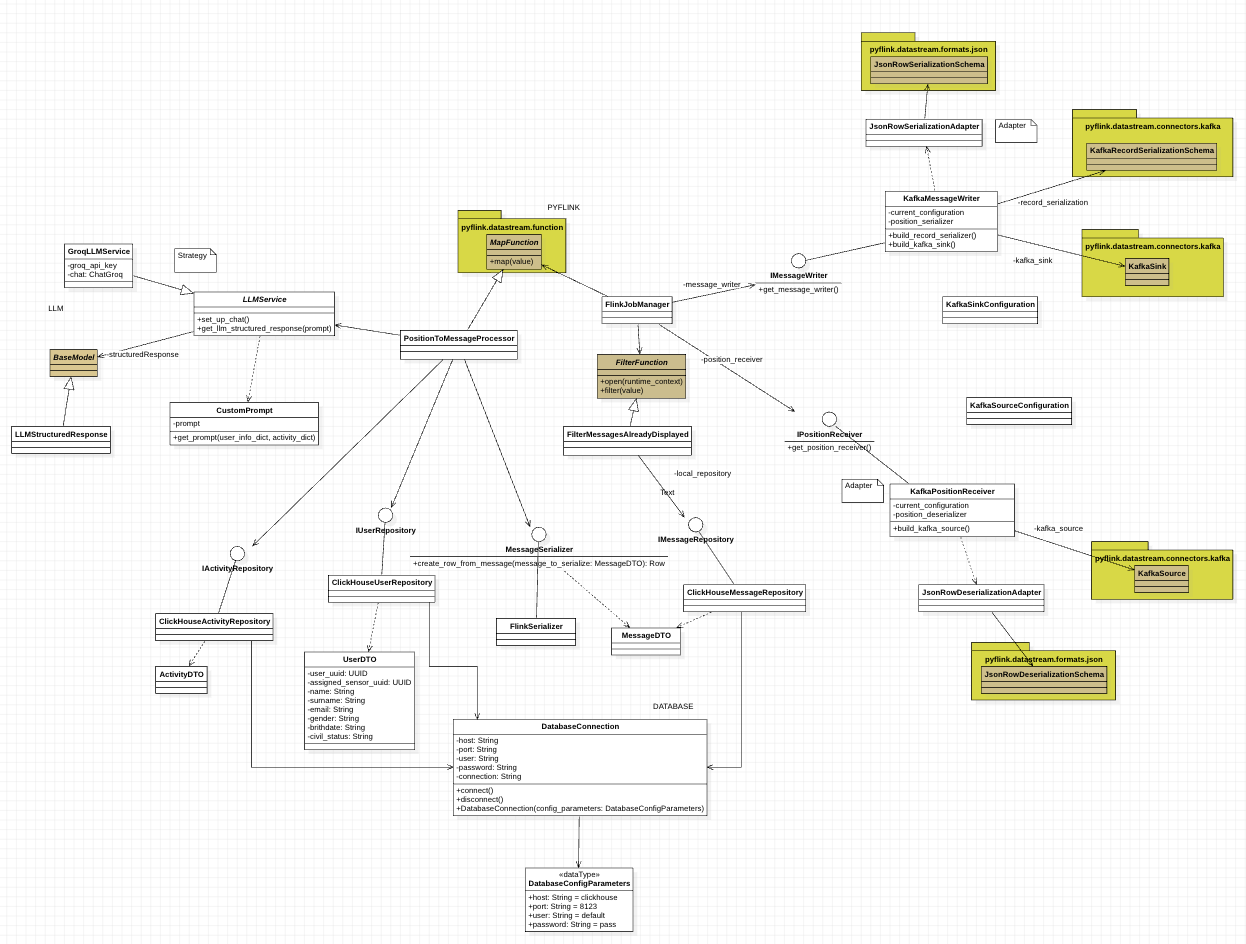 pyflink.datastream.formats.json
JsonRowSerializationSchema
JsonRowSerializationAdapter
Adapter
pyflink.datastream.connectors.kafka
KafkaRecordSerializationSchema
KafkaMessageWriter
-current_configuration
-position_serializer
+build_record_serializer()
+build_kafka_sink()
-record_serialization
-kafka_sink
pyflink.datastream.connectors.kafka
KafkaSink
KafkaSinkConfiguration
PYFLINK
pyflink.datastream.function
MapFunction
+map(value)
IMessageWriter
+get_message_writer()
-message_writer
FlinkJobManager
GroqLLMService
-groq_api_key
-chat: ChatGroq
Strategy
LLM
LLMService
+set_up_chat()
+get_llm_structured_response(prompt)
PositionToMessageProcessor
BaseModel
-structuredResponse
FilterFunction
+open(runtime_context)
+filter(value)
-position_receiver
CustomPrompt
-prompt
+get_prompt(user_info_dict, activity_dict)
LLMStructuredResponse
FilterMessagesAlreadyDisplayed
IPositionReceiver
+get_position_receiver()
KafkaSourceConfiguration
-local_repository
Text
Adapter
KafkaPositionReceiver
-current_configuration
-position_deserializer
+build_kafka_source()
-kafka_source
pyflink.datastream.connectors.kafka
KafkaSource
IUserRepository
IMessageRepository
MessageSerializer
+create_row_from_message(message_to_serialize: MessageDTO): Row
IActivityRepository
ClickHouseUserRepository
ClickHouseMessageRepository
JsonRowDeserializationAdapter
ClickHouseActivityRepository
FlinkSerializer
MessageDTO
pyflink.datastream.formats.json
JsonRowDeserializationSchema
ActivityDTO
UserDTO
-user_uuid: UUID
-assigned_sensor_uuid: UUID
-name: String
-surname: String
-email: String
-gender: String
-brithdate: String
-civil_status: String
DATABASE
DatabaseConnection
-host: String
-port: String
-user: String
-password: String
-connection: String
+connect()
+disconnect()
+DatabaseConnection(config_parameters: DatabaseConfigParameters)
«dataType»
DatabaseConfigParameters
+host: String = clickhouse
+port: String = 8123
+user: String = default
+password: String = pass